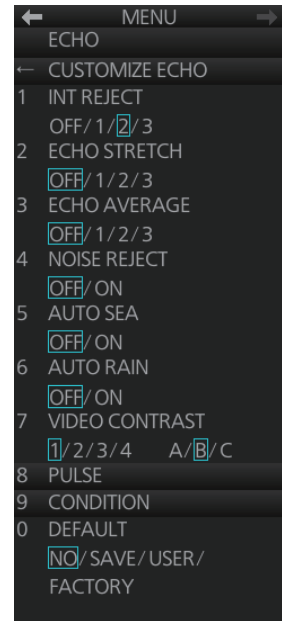 ← MENU →
ECHO
← CUSTOMIZE ECHO
1 INT REJECT
OFF/1/2/3
2 ECHO STRETCH
OFF/1/2/3
3 ECHO AVERAGE
OFF/1/2/3
4 NOISE REJECT
OFF/ON
5 AUTO SEA
OFF/ON
6 AUTO RAIN
OFF/ON
7 VIDEO CONTRAST
1/2/3/4 A/B/C
8 PULSE
9 CONDITION
0 DEFAULT
NO/SAVE/USER/
FACTORY